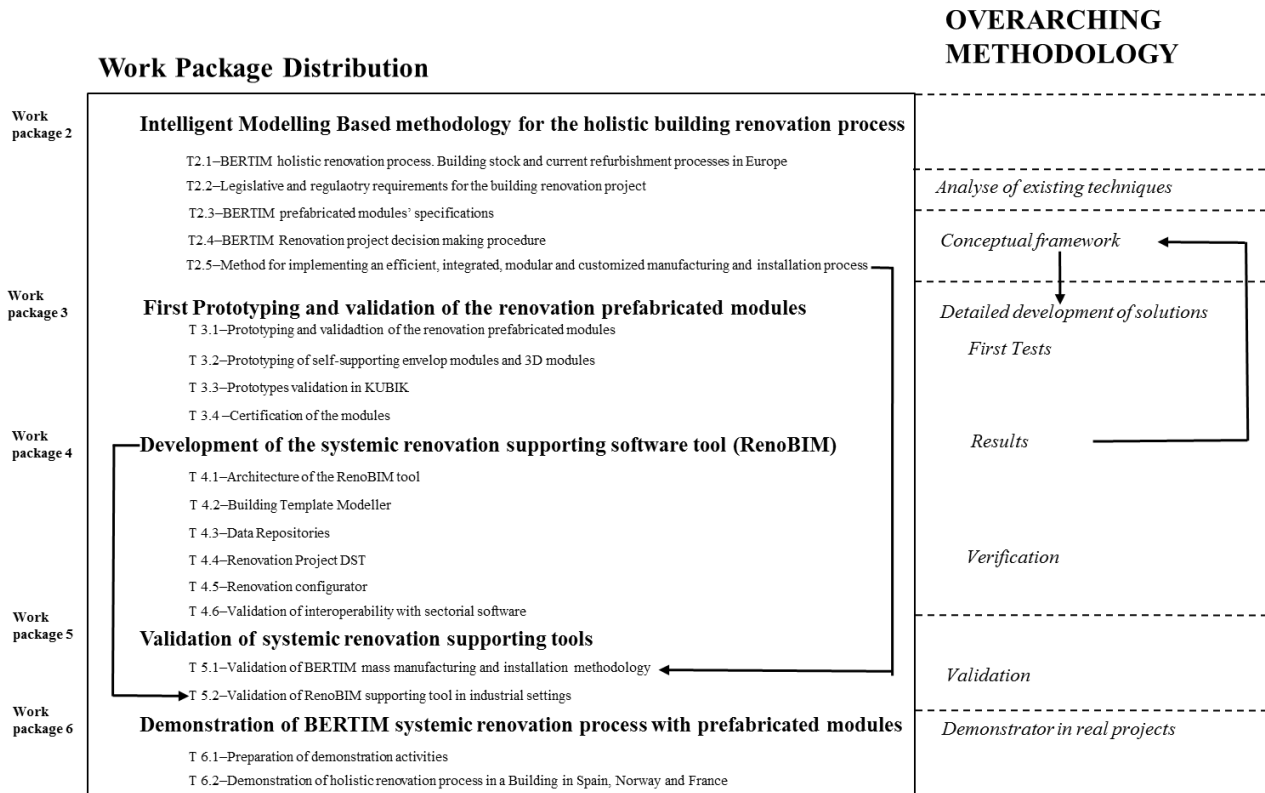 OVERARCHING
METHODOLOGY
Work Package Distribution
Work
package 2
Intelligent Modelling Based methodology for the holistic building renovation process
T2.1–BERTIM holistic renovation process. Building stock and current refurbishment processes in Europe
T2.2–Legislative and regulaotry requirements for the building renovation project
Analyse of existing techniques
T2.3–BERTIM prefabricated modules’ specifications
T2.4–BERTIM Renovation project decision making procedure
Conceptual framework
T2.5–Method for implementing an efficient, integrated, modular and customized manufacturing and installation process
Work
package 3
First Prototyping and validation of the renovation prefabricated modules
Detailed development of solutions
T 3.1–Prototyping and validadtion of the renovation prefabricated modules
First Tests
T 3.2–Prototyping of self-supporting envelop modules and 3D modules
T 3.3–Prototypes validation in KUBIK
T 3.4–Certification of the modules
Work
package 4
Development of the systemic renovation supporting software tool (RenoBIM)
Results
T 4.1–Architecture of the RenoBIM tool
T 4.2–Building Template Modeller
T 4.3–Data Repositories
T 4.4–Renovation Project DST
Verification
T 4.5–Renovation configurator
T 4.6–Validation of interoperability with sectorial software
Work
package 5
Validation of systemic renovation supporting tools
T 5.1–Validation of BERTIM mass manufacturing and installation methodology
Validation
T 5.2–Validation of RenoBIM supporting tool in industrial settings
Work
package 6
Demonstration of BERTIM systemic renovation process with prefabricated modules
Demonstrator in real projects
T 6.1–Preparation of demonstration activities
T 6.2–Demonstration of holistic renovation process in a Building in Spain, Norway and France